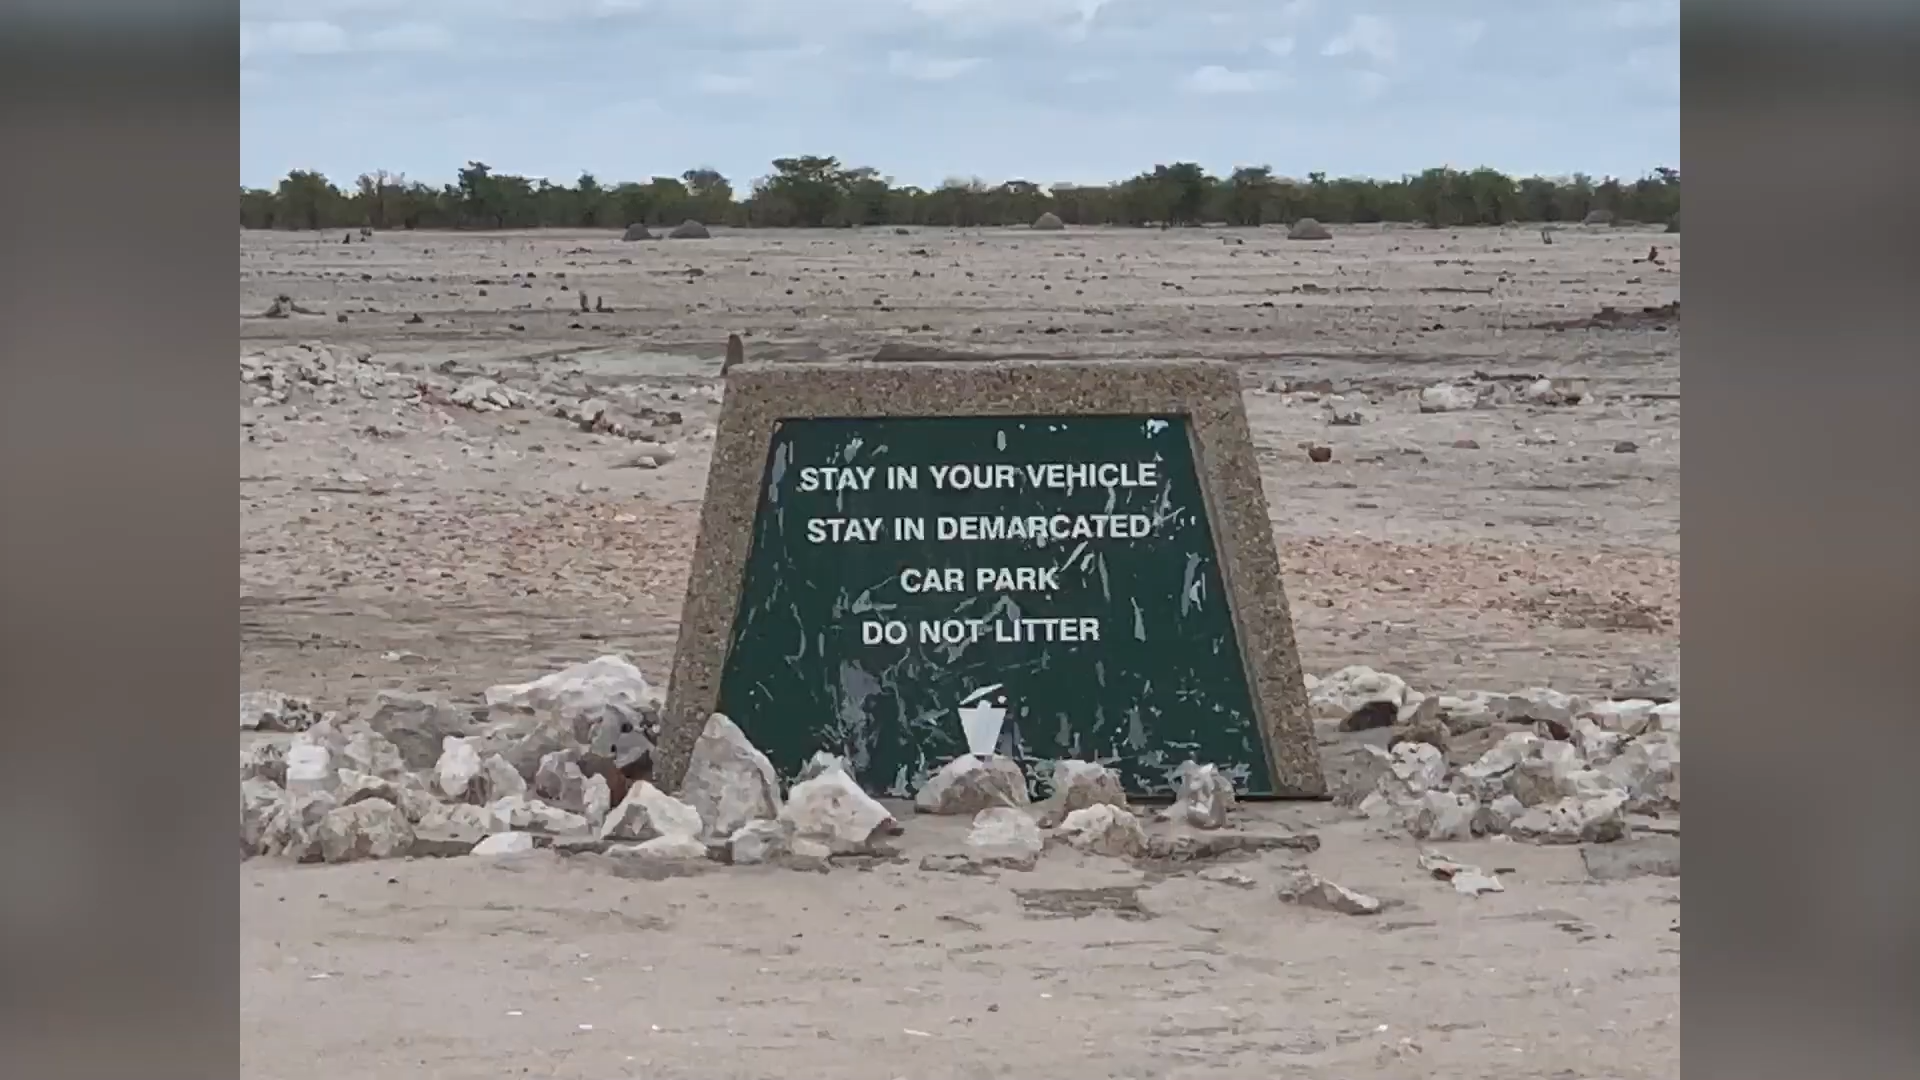 STAY IN YOUR VEHICLE
STAY IN DEMARCATED
CAR PARK
DO NOT LITTER